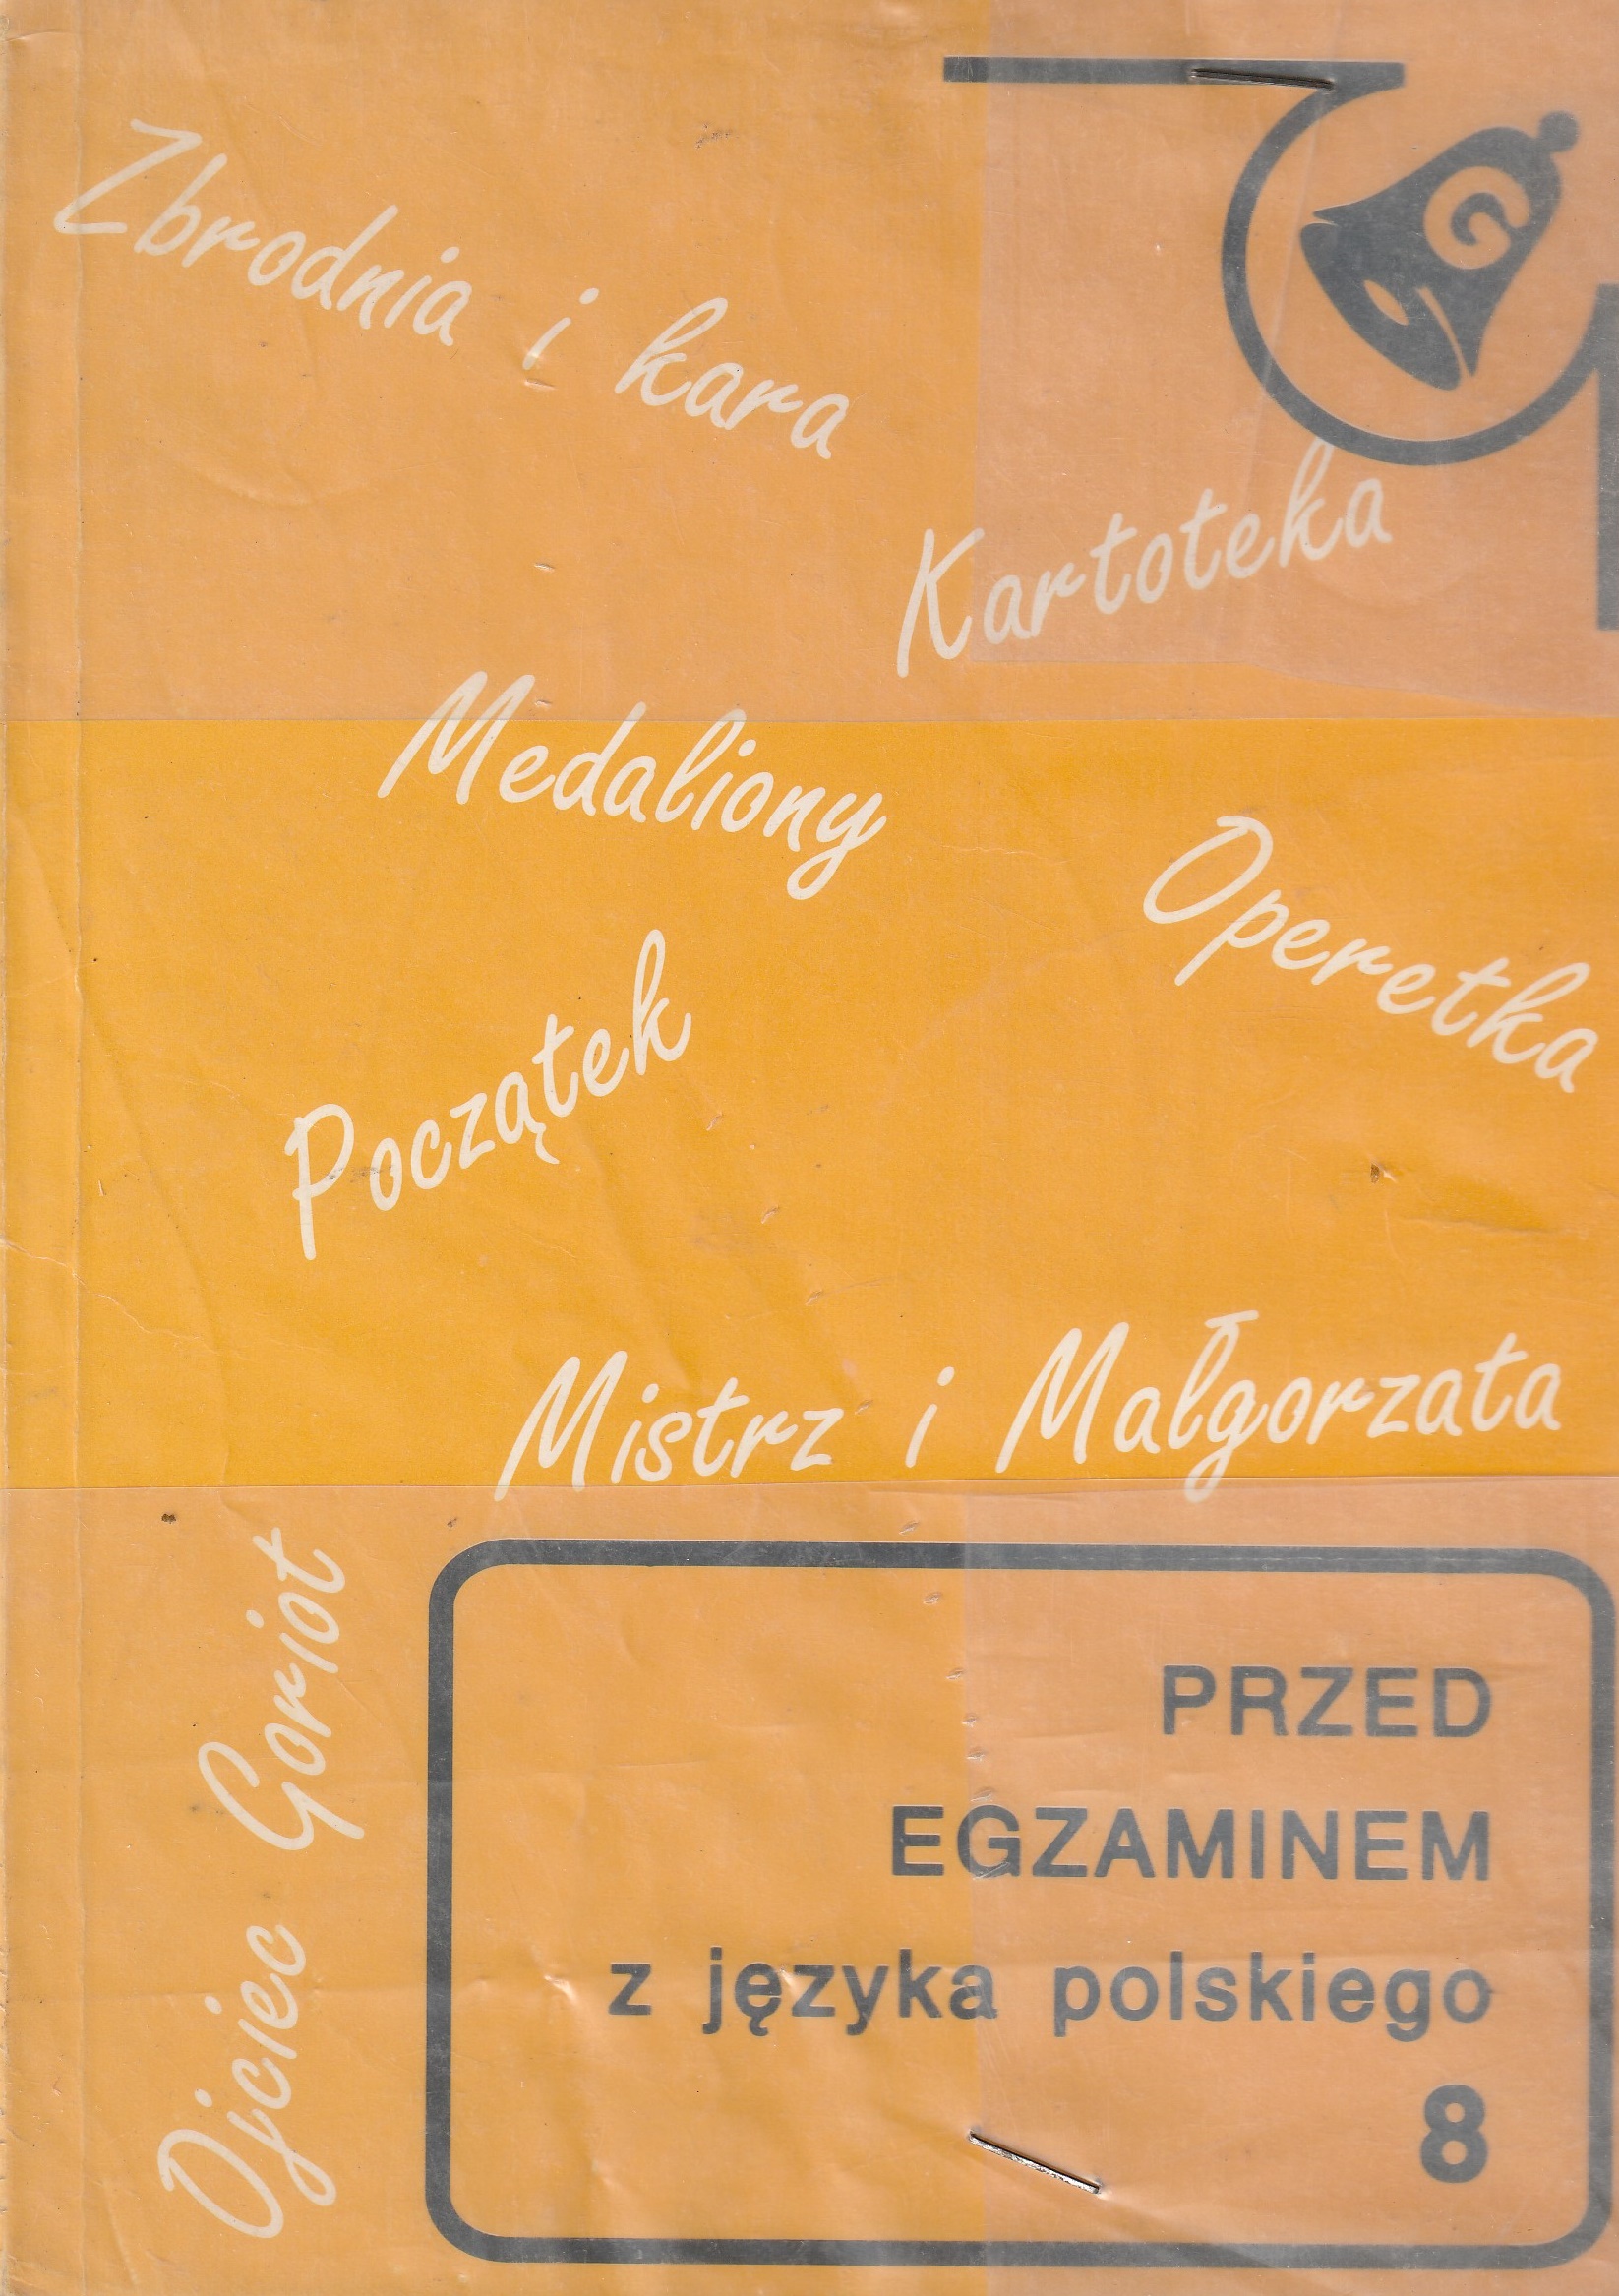 Zbrodnia i kara
Kartoteka
Medaliony
Operetka
Początek
Mistrz i Małgorzata
Ojciec Goriot
PRZED
EGZAMINEM
z języka polskiego
8